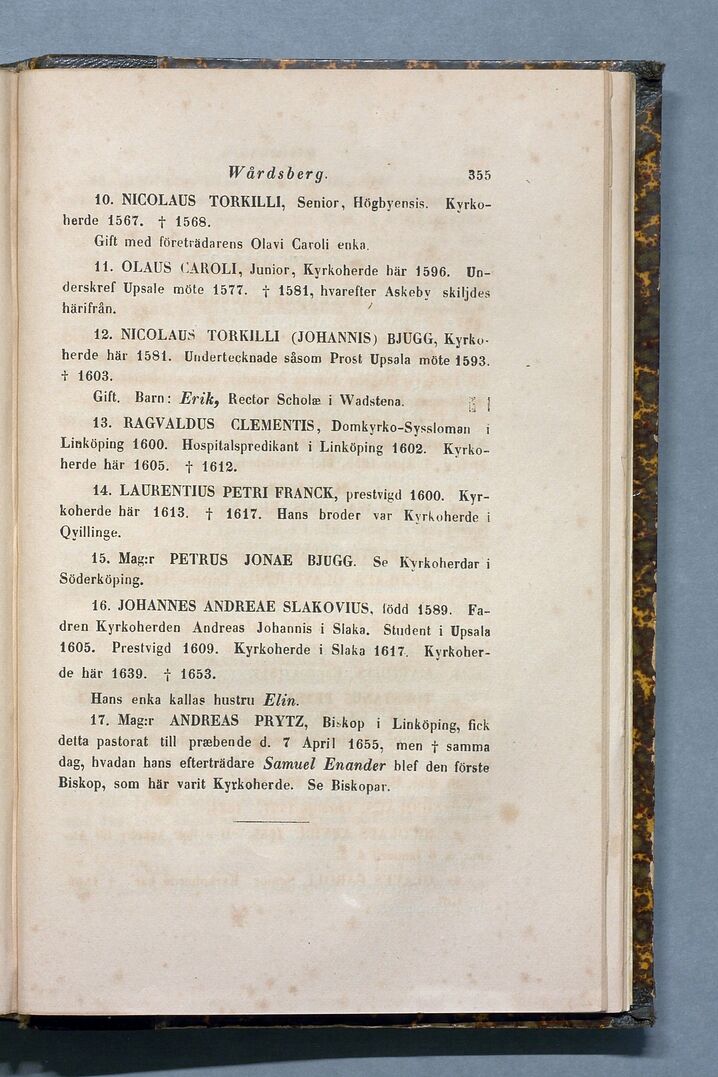 Wårdsberg. 355
10. NICOLAUS TORKILLI, Senior, Högbyensis. Kyrko-
herde 1567. † 1568.
Gift med företrädarens Olavi Caroli enka.
11. OLAUS CAROLI, Junior, Kyrkoherde här 1596. Un-
derskref Upsale möte 1577. † 1581, hvarefter Askeby skiljdes
härifrån.
12. NICOLAUS TORKILLI (JOHANNIS) BJUGG, Kyrko-
herde här 1581. Undertecknade såsom Prost Upsala möte 1593.
† 1603.
Gift. Barn: Erik, Rector Scholæ i Wadstena.
13. RAGVALDUS CLEMENTIS, Domkyrko-Syssloman i
Linköping 1600. Hospitalspredikant i Linköping 1602. Kyrko-
herde här 1605. † 1612.
14. LAURENTIUS PETRI FRANCK, prestvigd 1600. Kyr-
koherde här 1613. † 1617. Hans broder var Kyrkoherde i
Qvillinge.
15. Mag:r PETRUS JONAE BJUGG. Se Kyrkoherdar i
Söderköping.
16. JOHANNES ANDREAE SLAKOVIUS, född 1589. Fa-
dren Kyrkoherden Andreas Johannis i Slaka. Student i Upsala
1605. Prestvigd 1609. Kyrkoherde i Slaka 1617. Kyrkoher-
de här 1639. † 1653.
Hans enka kallas hustru Elin.
17. Mag:r ANDREAS PRYTZ, Biskop i Linköping, fick
detta pastorat till præbende d. 7 April 1655, men † samma
dag, hvadan hans efterträdare Samuel Enander blef den förste
Biskop, som här varit Kyrkoherde. Se Biskopar.